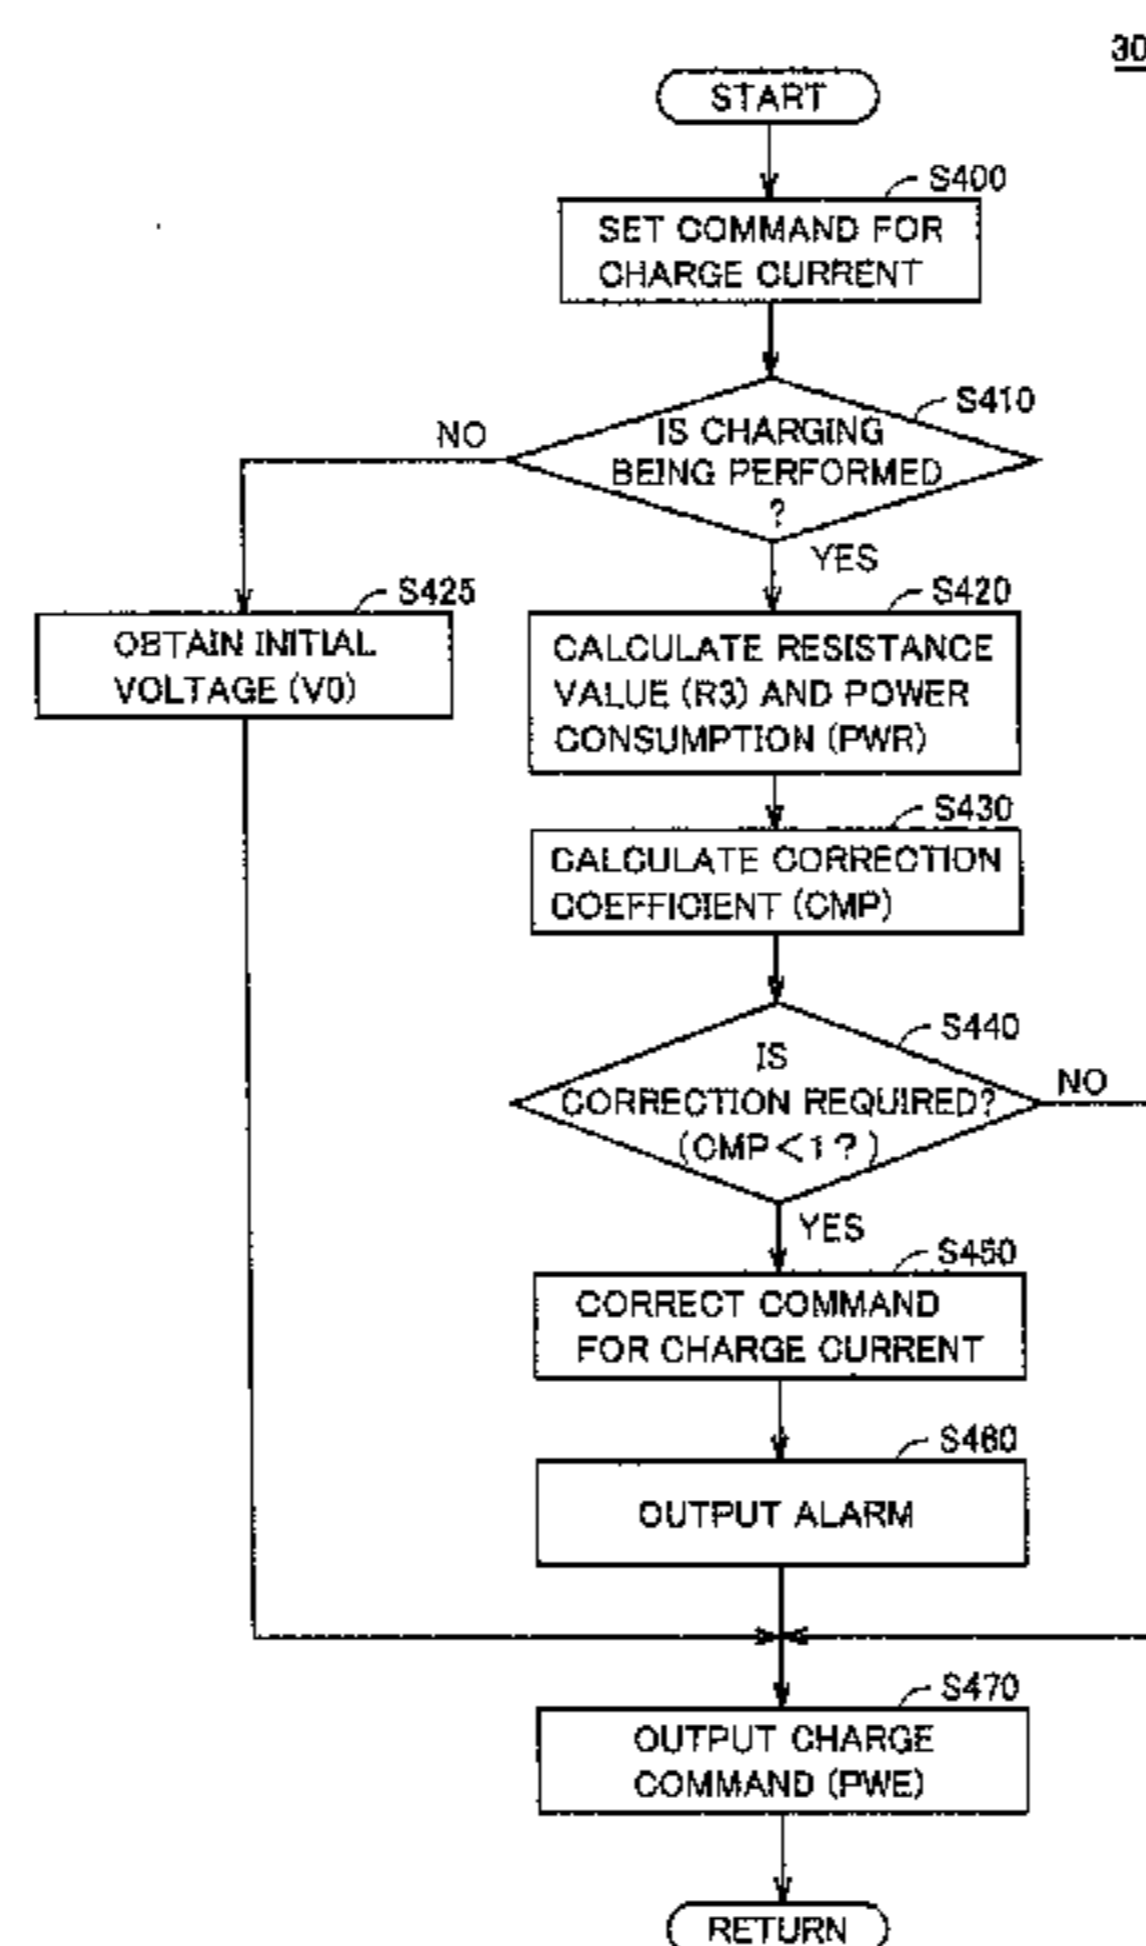 30
START
S400
SET COMMAND FOR
CHARGE CURRENT
S410
IS CHARGING
BEING PERFORMED
?
NO
YES
S425
OBTAIN INITIAL
VOLTAGE (V0)
S420
CALCULATE RESISTANCE
VALUE (R3) AND POWER
CONSUMPTION (PWR)
S430
CALCULATE CORRECTION
COEFFICIENT (CMP)
S440
IS
CORRECTION REQUIRED?
(CMP<1?)
NO
YES
S450
CORRECT COMMAND
FOR CHARGE CURRENT
S460
OUTPUT ALARM
S470
OUTPUT CHARGE
COMMAND (PWE)
RETURN